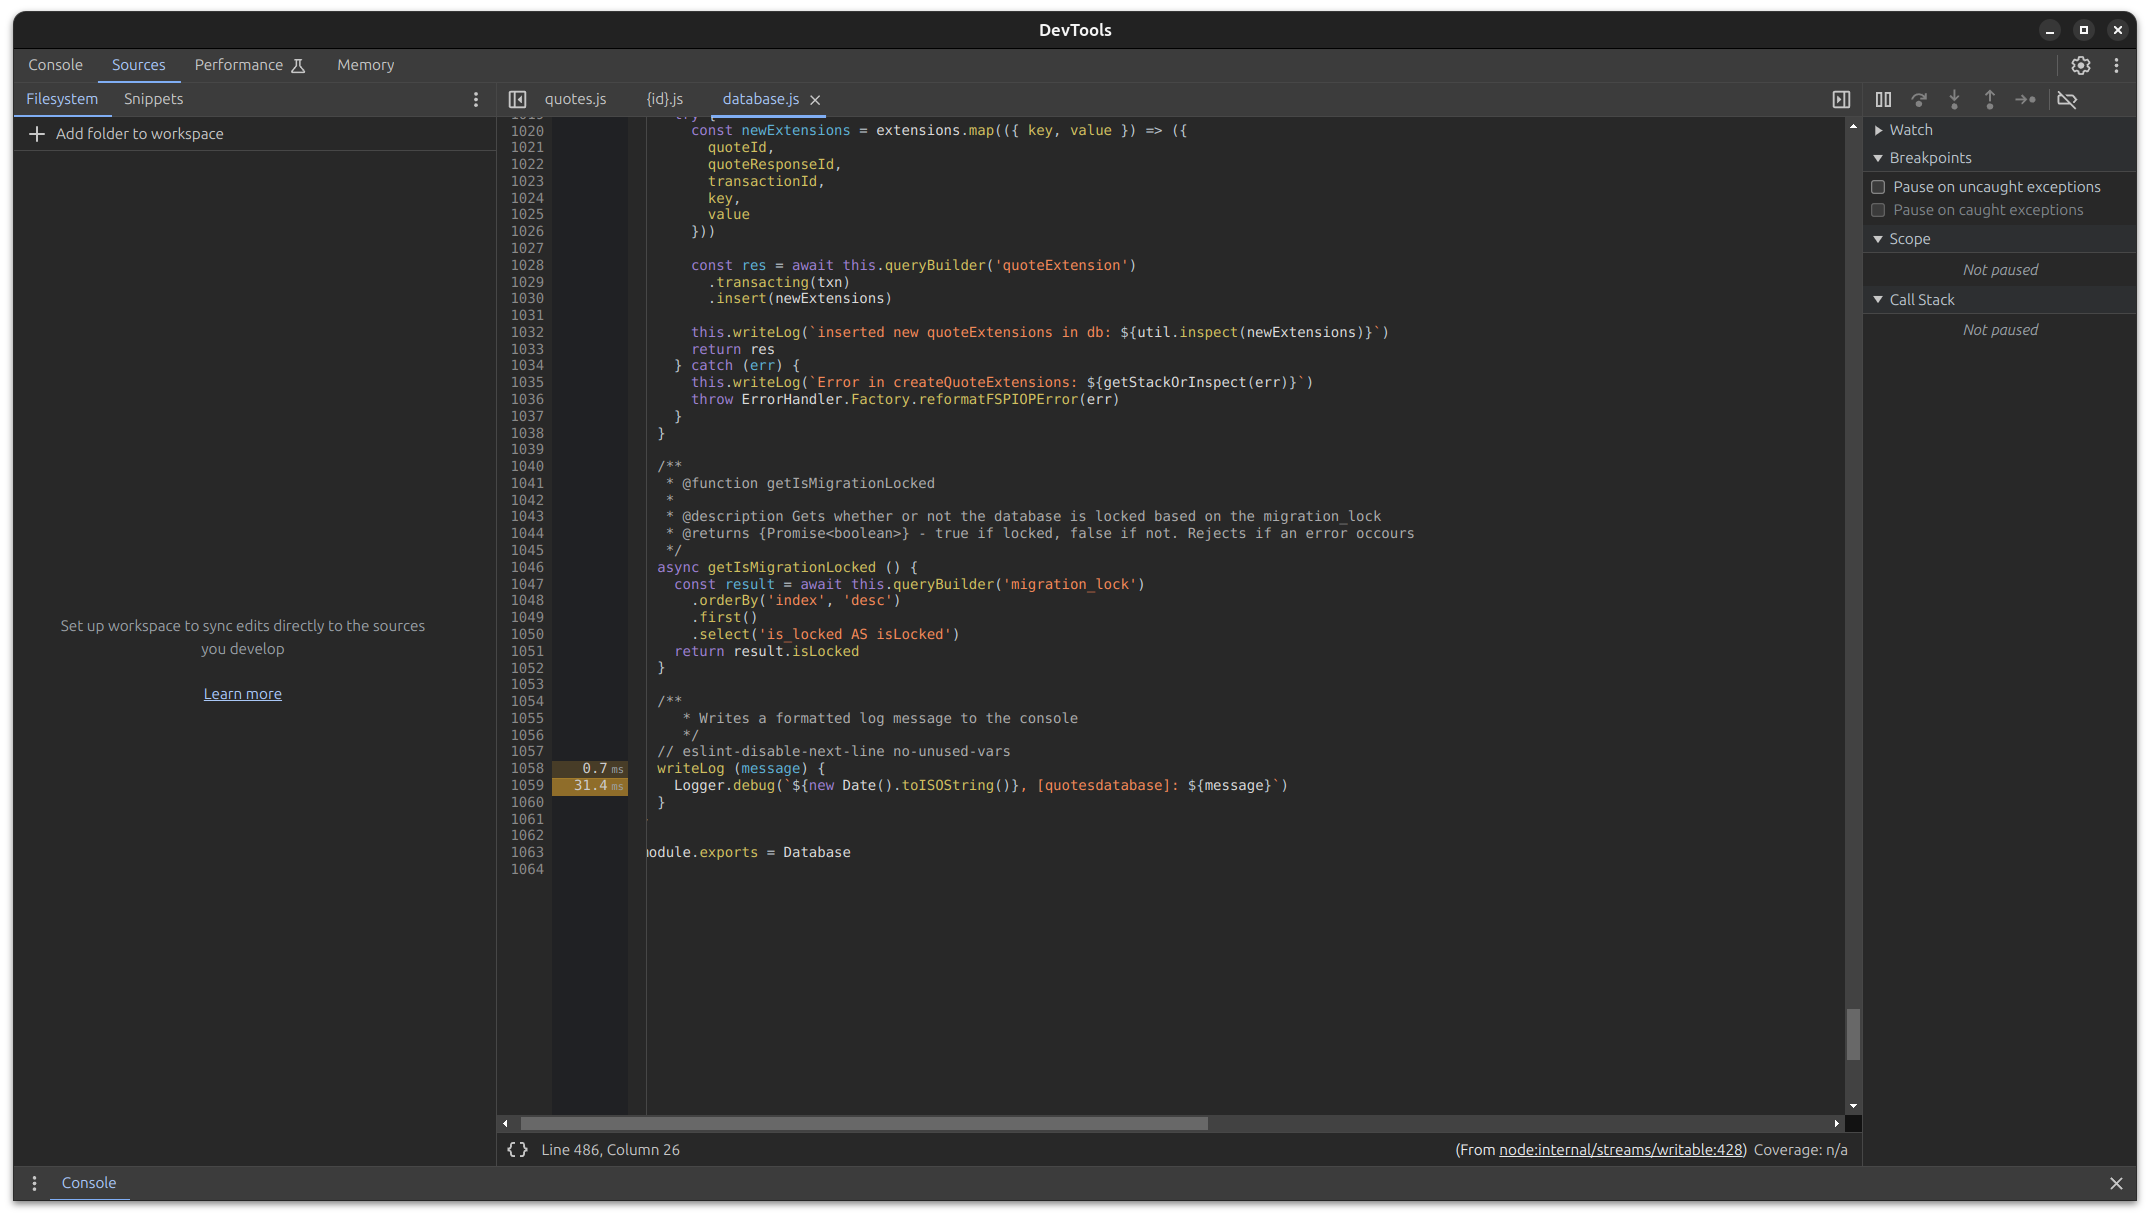 DevTools
Console Sources Performance Memory
Filesystem Snippets
quotes.js {id}.js database.js
Add folder to workspace
Set up workspace to sync edits directly to the sources
you develop
Learn more
1020 const newExtensions = extensions.map(({ key, value }) => ({
1021 quoteId,
1022 quoteResponseId,
1023 transactionId,
1024 key,
1025 value
1026 }))
1027
1028 const res = await this.queryBuilder('quoteExtension')
1029 .transacting(txn)
1030 .insert(newExtensions)
1031
1032 this.writeLog(`inserted new quoteExtensions in db: ${util.inspect(newExtensions)}`)
1033 return res
1034 } catch (err) {
1035 this.writeLog(`Error in createQuoteExtensions: ${getStackOrInspect(err)}`)
1036 throw ErrorHandler.Factory.reformatFSPIOPError(err)
1037 }
1038 }
1039
1040 /**
1041 * @function getIsMigrationLocked
1042 *
1043 * @description Gets whether or not the database is locked based on the migration_lock
1044 * @returns {Promise<boolean>} - true if locked, false if not. Rejects if an error occours
1045 */
1046 async getIsMigrationLocked () {
1047 const result = await this.queryBuilder('migration_lock')
1048 .orderBy('index', 'desc')
1049 .first()
1050 .select('is_locked AS isLocked')
1051 return result.isLocked
1052 }
1053
1054 /**
1055 * Writes a formatted log message to the console
1056 */
1057 // eslint-disable-next-line no-unused-vars
1058 0.7 ms writeLog (message) {
1059 31.4 ms Logger.debug(`${new Date().toISOString()}, [quotesdatabase]: ${message}`)
1060 }
1061
1062
1063 odule.exports = Database
1064
Watch
Breakpoints
Pause on uncaught exceptions
Pause on caught exceptions
Scope
Not paused
Call Stack
Not paused
{} Line 486, Column 26
(From node:internal/streams/writable:428) Coverage: n/a
Console